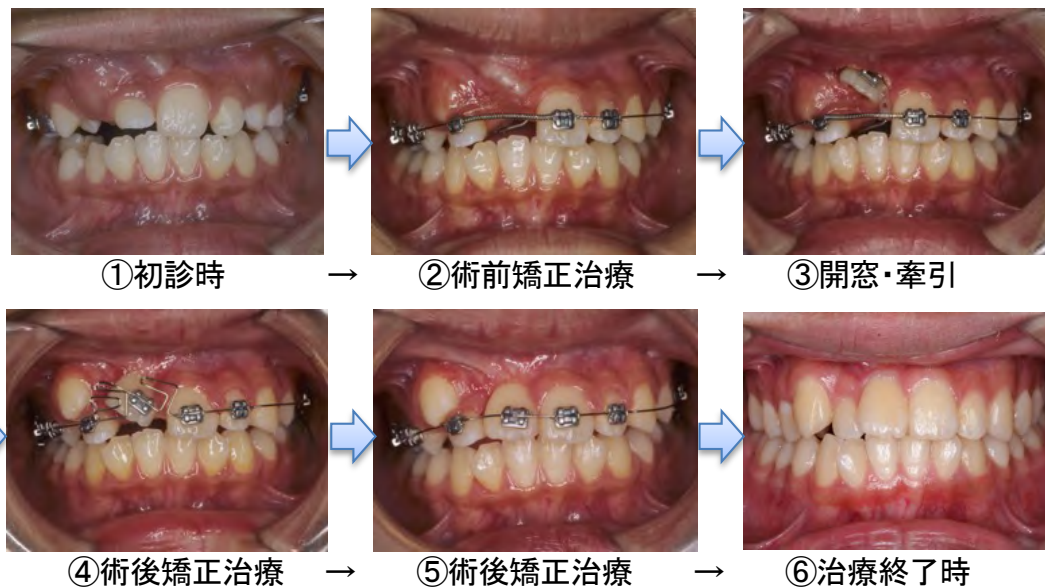 ①初診時 → ②術前矯正治療 → ③開窓・牽引
④術後矯正治療 → ⑤術後矯正治療 → ⑥治療終了時